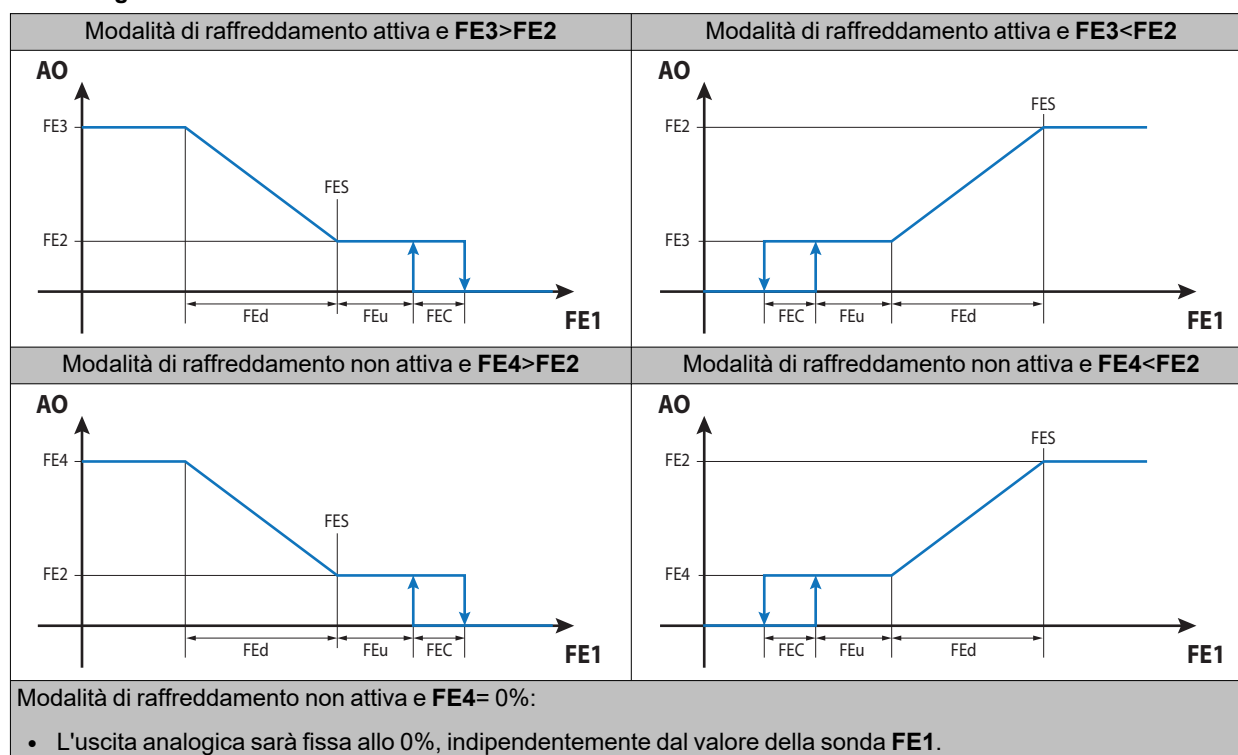 Modalità di raffreddamento attiva e FE3>FE2
Modalità di raffreddamento attiva e FE3<FE2
AO
FE3
FES
FE2
FEd
FEu
FEC
FE1
AO
FES
FE2
FE3
FEC
FEu
FEd
FE1
Modalità di raffreddamento non attiva e FE4>FE2
Modalità di raffreddamento non attiva e FE4<FE2
AO
FE4
FES
FE2
FEd
FEu
FEC
FE1
AO
FES
FE2
FE4
FEC
FEu
FEd
FE1
Modalità di raffreddamento non attiva e FE4= 0%:
• L'uscita analogica sarà fissa allo 0%, indipendentemente dal valore della sonda FE1.